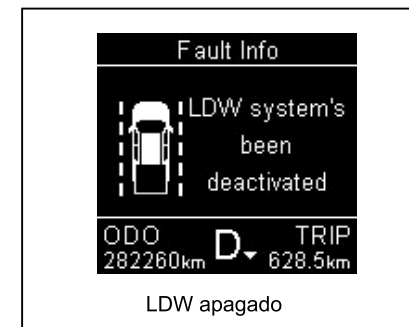 Fault Info
LDW system's
been
deactivated
ODO TRIP
282260km D 628.5km
LDW apagado